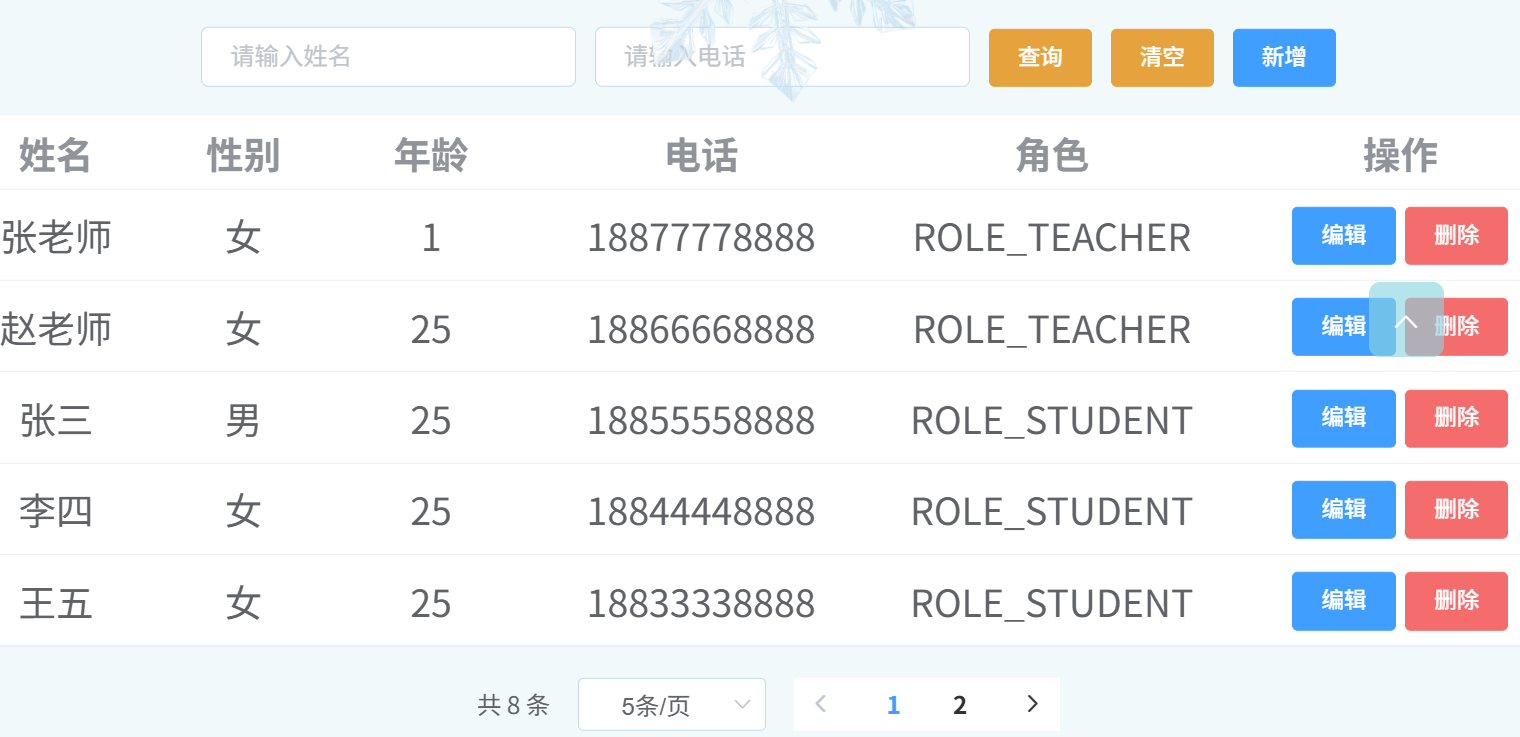 请输入姓名 请输入电话 查询 清空 新增
姓名 性别 年龄 电话 角色 操作
张老师 女 1 18877778888 ROLE_TEACHER 编辑 删除
赵老师 女 25 18866668888 ROLE_TEACHER 编辑 删除
张三 男 25 18855558888 ROLE_STUDENT 编辑 删除
李四 女 25 18844448888 ROLE_STUDENT 编辑 删除
王五 女 25 18833338888 ROLE_STUDENT 编辑 删除
共 8 条 5条/页 1 2